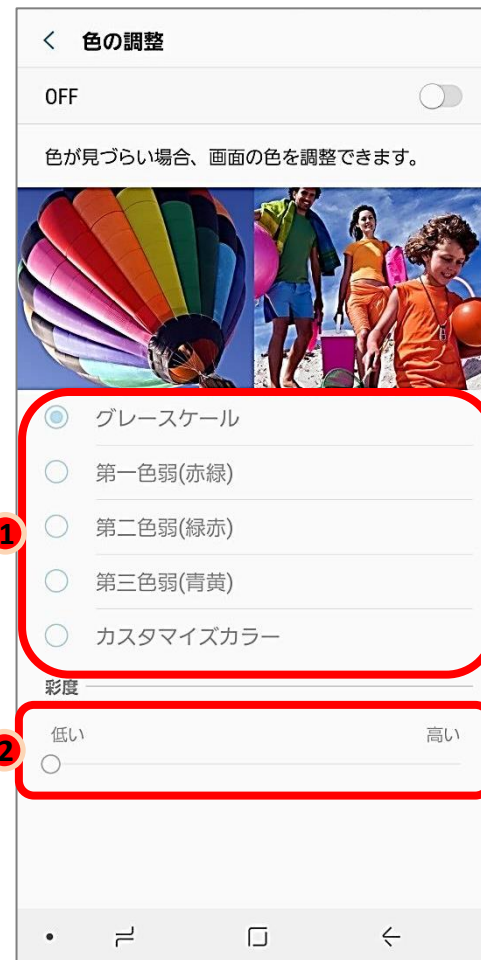 色の調整
OFF
色が見づらい場合、画面の色を調整できます。
グレースケール
第一色弱(赤緑)
第二色弱(緑赤)
1
第三色弱(青黄)
カスタマイズカラー
彩度
低い 高い
2